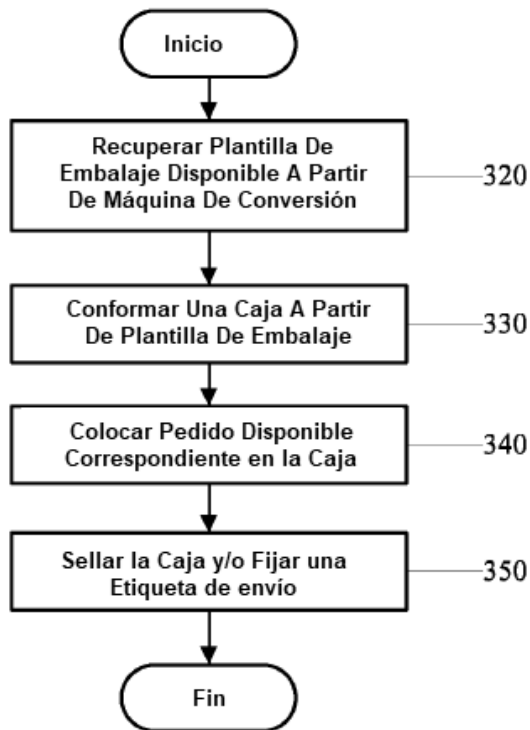 Inicio
Recuperar Plantilla De
Embalaje Disponible A Partir
De Máquina De Conversión
320
Conformar Una Caja A Partir
De Plantilla De Embalaje
330
Colocar Pedido Disponible
Correspondiente en la Caja
340
Sellar la Caja y/o Fijar una
Etiqueta de envío
350
Fin